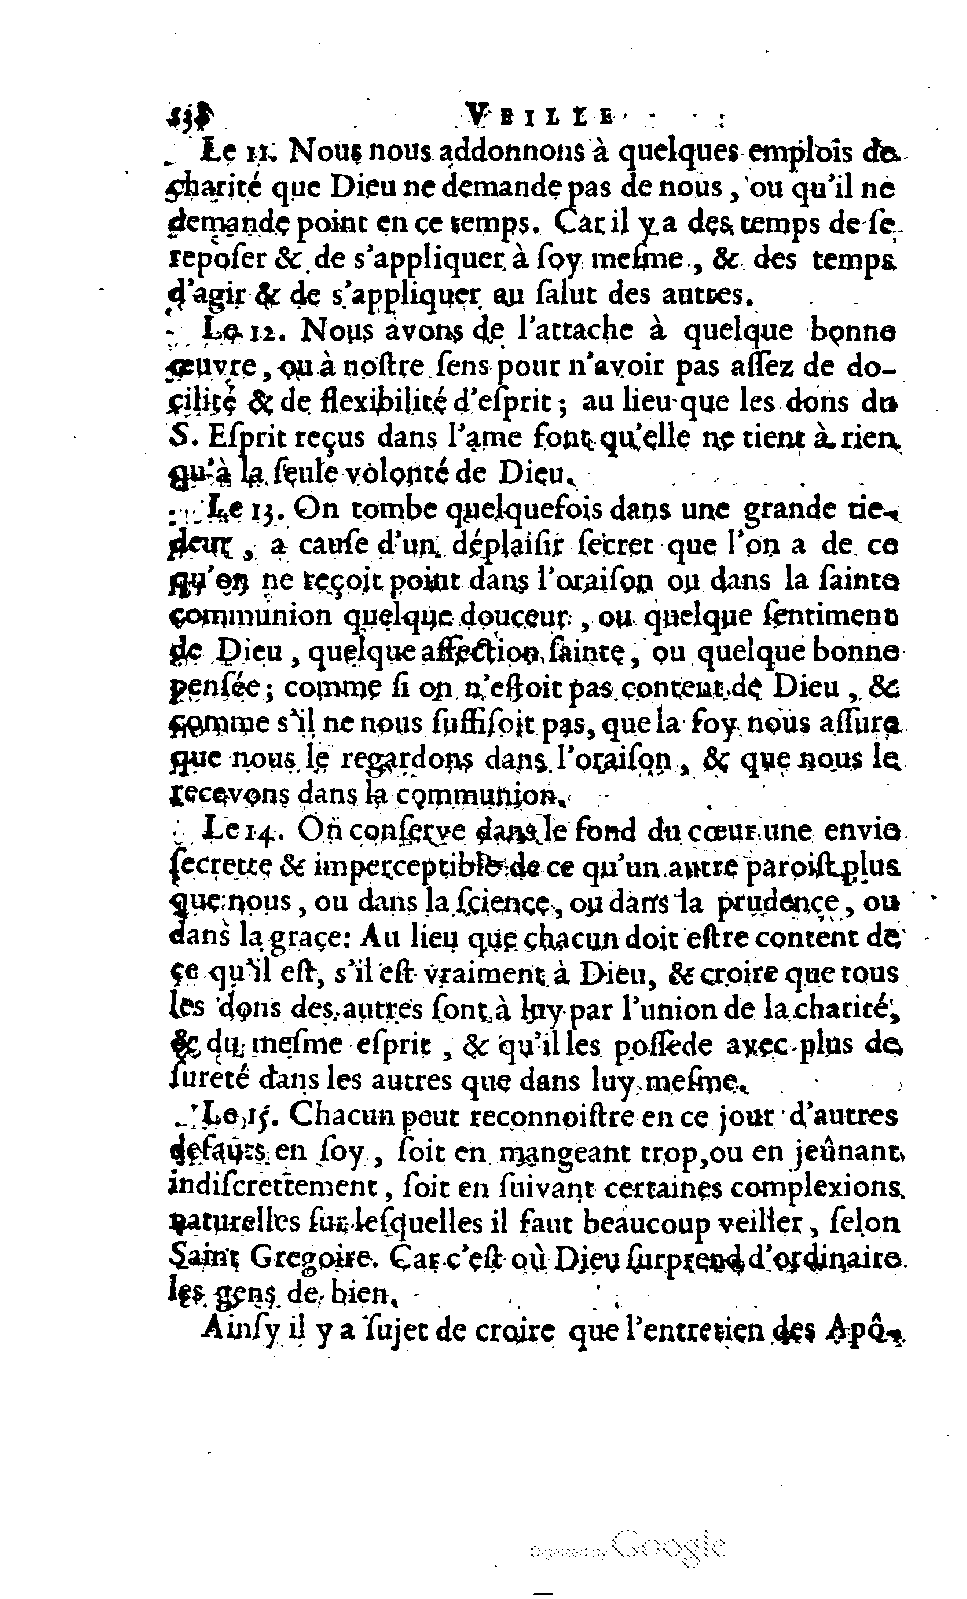 538 VEILLE
Le 11. Nous nous addonnons à quelques emplois de
charité que Dieu ne demande pas de nous, ou qu'il ne
demande point en ce temps. Car il y a des temps de ſe
repoſer & de s'appliquer à ſoy meſme, & des temps
d'agir & de s'appliquer au ſalut des autres.
Le 12. Nous avons de l'attache à quelque bonne
œuvre, ou à noſtre ſens pour n'avoir pas aſſez de do-
cilité & de flexibilité d'eſprit; au lieu que les dons du
S. Eſprit reçus dans l'ame font qu'elle ne tient à rien
qu'à la ſeule volonté de Dieu.
Le 13. On tombe quelquefois dans une grande tie-
deur, a cauſe d'un déplaiſir ſecret que l'on a de ce
qu'on ne reçoit point dans l'oraiſon ou dans la ſainte
communion quelque douceur, ou quelque ſentiment
de Dieu, quelque affection ſainte, ou quelque bonne
penſée; comme ſi on n'eſtoit pas content de Dieu, &
comme s'il ne nous ſuffiſoit pas, que la foy nous aſſure
que nous le regardons dans l'oraiſon, & que nous le
recevons dans la communion.
Le 14. On conſerve dans le fond du cœur une envie
ſecrette & imperceptible de ce qu'un autre paroiſt plus
que nous, ou dans la ſcience, ou dans la prudence, ou
dans la grace: Au lieu que chacun doit eſtre content de
ce qu'il eſt, s'il eſt vraiment à Dieu, & croire que tous
les dons des autres ſont à luy par l'union de la charité,
& du meſme eſprit, & qu'il les poſſede avec plus de
ſureté dans les autres que dans luy meſme.
Le 15. Chacun peut reconnoiſtre en ce jour d'autres
defauts en ſoy, ſoit en mangeant trop, ou en jeûnant
indiſcrettement, ſoit en ſuivant certaines complexions
naturelles ſur leſquelles il faut beaucoup veiller, ſelon
Saint Gregoire. Car c'eſt où Dieu ſurprend d'ordinaire
les gens de bien.
Ainſy il y a ſujet de croire que l'entretien des Apô-
Digitized by Google